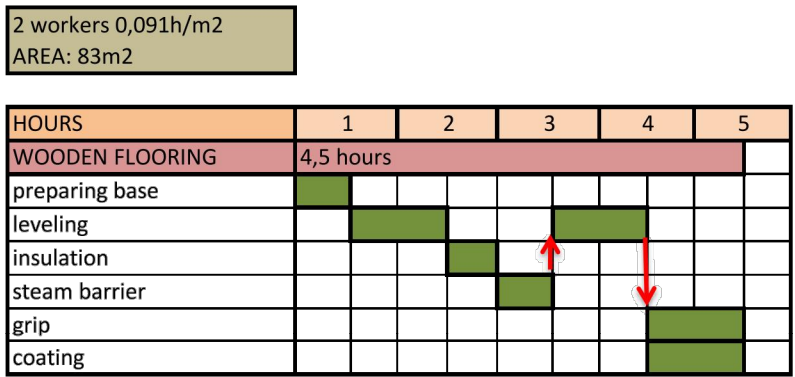 2 workers 0,091h/m2
AREA: 83m2
HOURS 1 2 3 4 5
WOODEN FLOORING 4,5 hours
preparing base
leveling
insulation
steam barrier
grip
coating